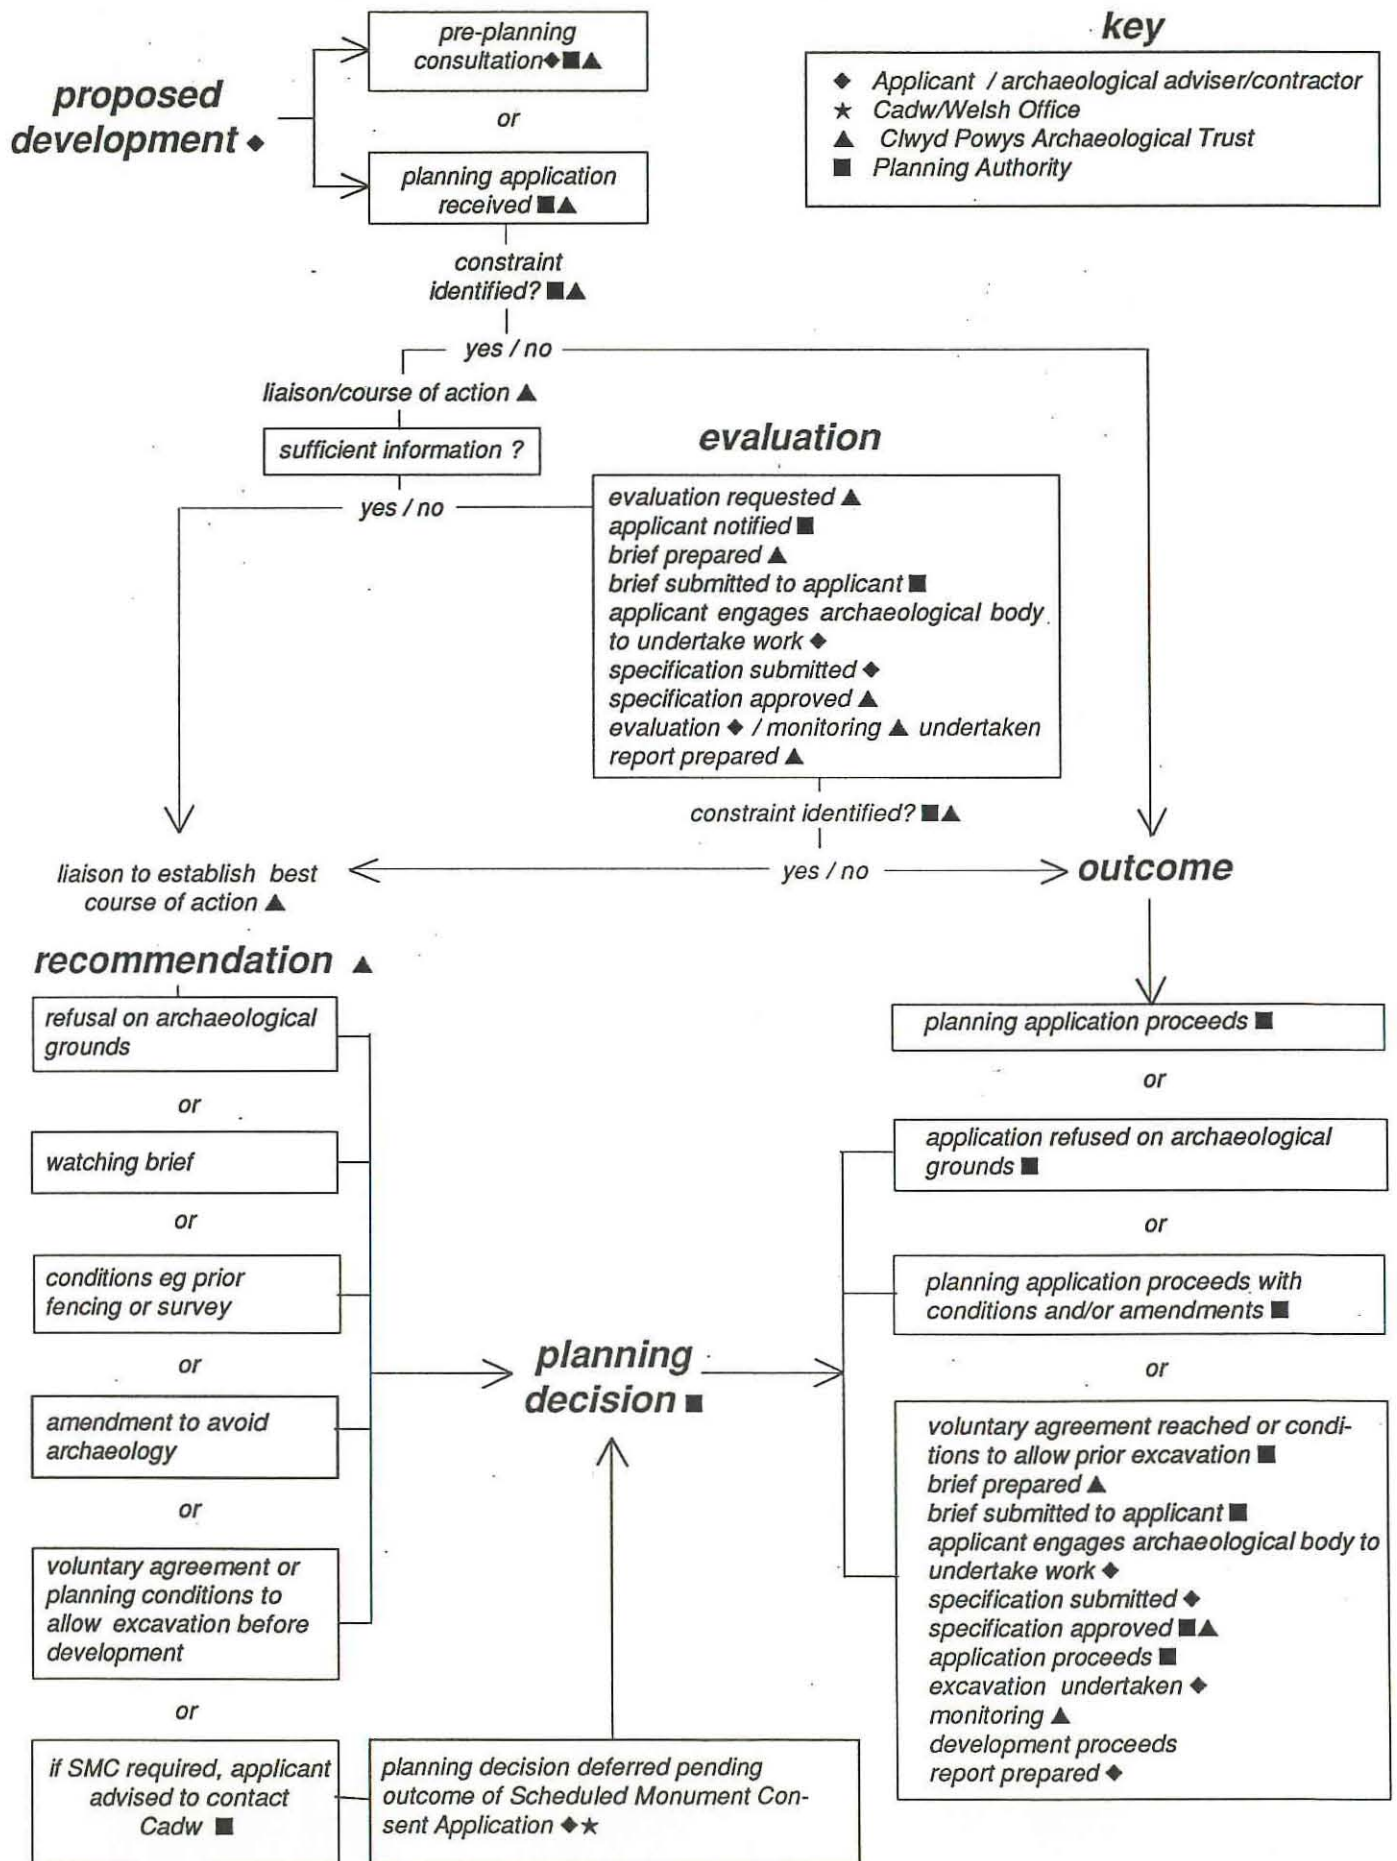 proposed
development ◆
pre-planning
consultation◆■▲
or
planning application
received ■▲
key
◆ Applicant / archaeological adviser/contractor
★ Cadw/Welsh Office
▲ Clwyd Powys Archaeological Trust
■ Planning Authority
constraint
identified? ■▲
yes / no
liaison/course of action ▲
sufficient information ?
yes / no
evaluation
evaluation requested ▲
applicant notified ■
brief prepared ▲
brief submitted to applicant ■
applicant engages archaeological body
to undertake work ◆
specification submitted ◆
specification approved ▲
evaluation ◆ / monitoring ▲ undertaken
report prepared ▲
constraint identified? ■▲
yes / no
liaison to establish best
course of action ▲
recommendation ▲
refusal on archaeological
grounds
or
watching brief
or
conditions eg prior
fencing or survey
or
amendment to avoid
archaeology
or
voluntary agreement or
planning conditions to
allow excavation before
development
or
if SMC required, applicant
advised to contact
Cadw ■
planning decision deferred pending
outcome of Scheduled Monument Con-
sent Application ◆★
planning
decision ■
outcome
planning application proceeds ■
or
application refused on archaeological
grounds ■
or
planning application proceeds with
conditions and/or amendments ■
or
voluntary agreement reached or condi-
tions to allow prior excavation ■
brief prepared ▲
brief submitted to applicant ■
applicant engages archaeological body to
undertake work ◆
specification submitted ◆
specification approved ■▲
application proceeds ■
excavation undertaken ◆
monitoring ▲
development proceeds
report prepared ◆